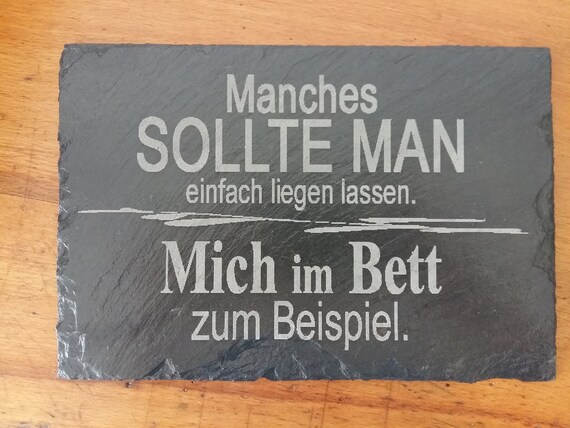 Manches
SOLLTE MAN
einfach liegen lassen.
Mich im Bett
zum Beispiel.